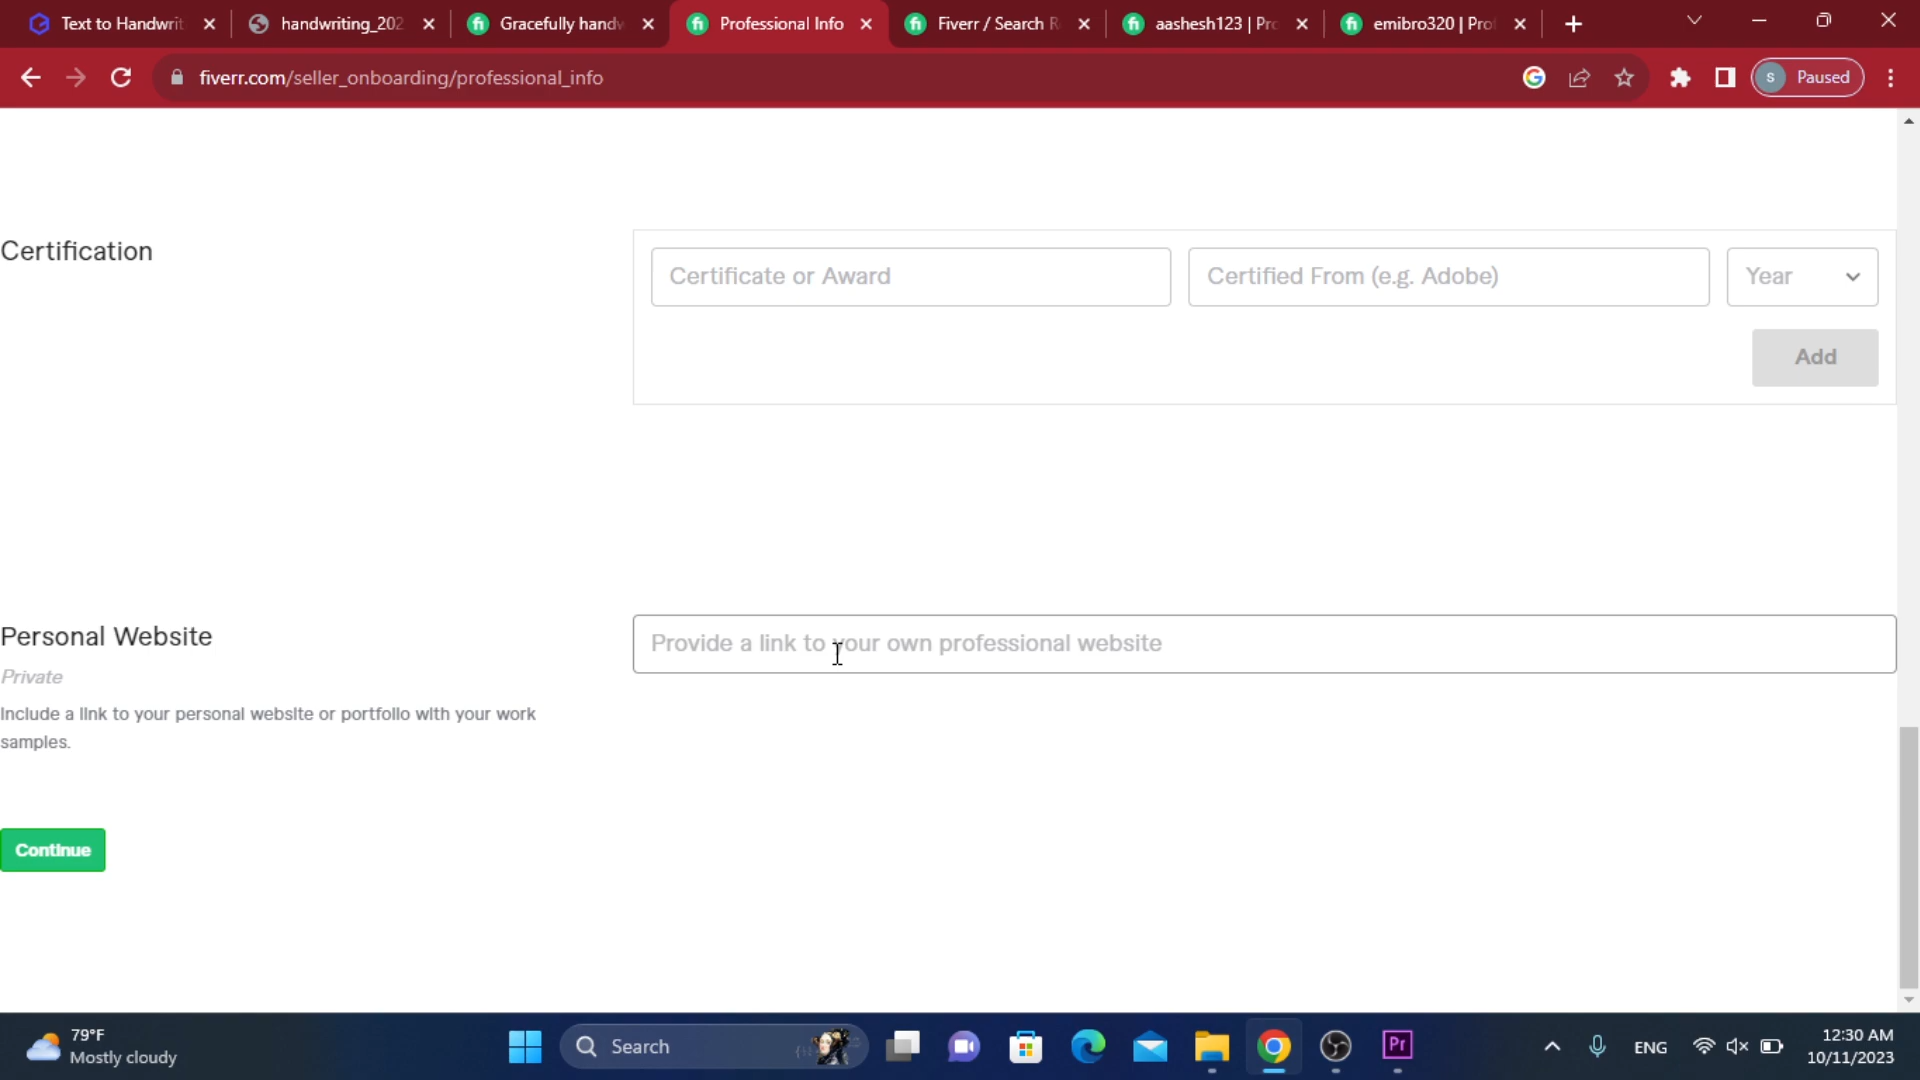 Text to Handwrit
handwriting_202
Gracefully handw
Professional Info
Fiverr / Search R
aashesh123 | Pro
emibro320 | Prof
fiverr.com/seller_onboarding/professional_info
S
Paused
Certification
Certificate or Award
Certified From (e.g. Adobe)
Year
Add
Personal Website
Provide a link to your own professional website
Private
Include a link to your personal website or portfolio with your work
samples.
Continue
79°F
Mostly cloudy
Search
Pr
ENG
12:30 AM
10/11/2023